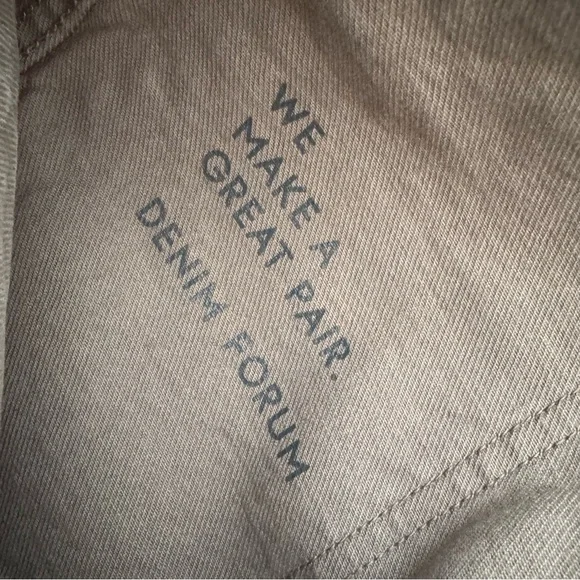 WE
MAKE A
GREAT PAIR.
DENIM FORUM